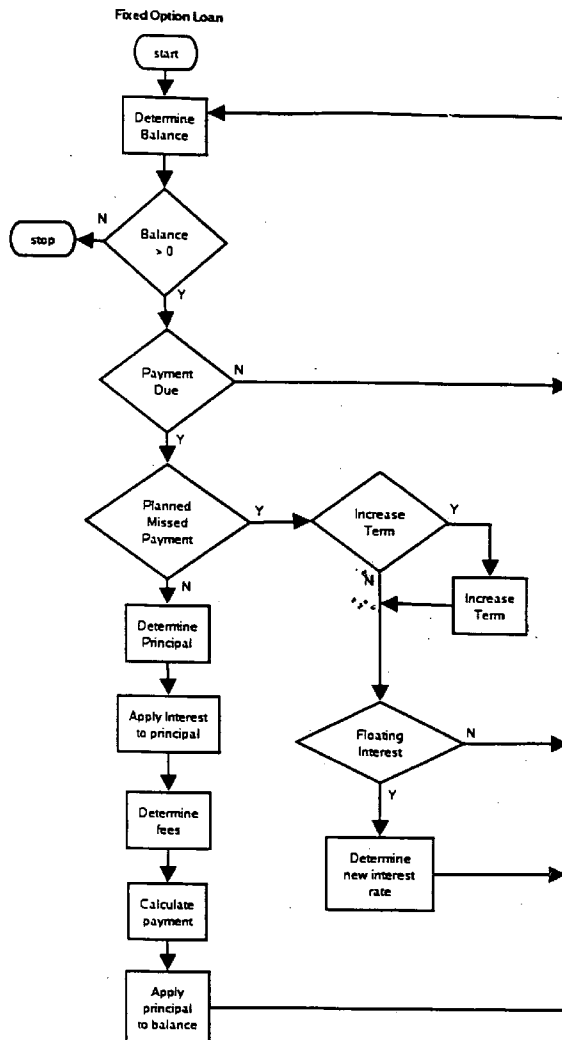 Fixed Option Loan
start
Determine
Balance
N
stop
Balance
> 0
Y
Payment
Due
N
Y
Planned
Missed
Payment
Y
Increase
Term
Y
N
N
Increase
Term
Determine
Principal
Apply Interest
to principal
Floating
Interest
N
Y
Determine
fees
Determine
new interest
rate
Calculate
payment
Apply
principal
to balance